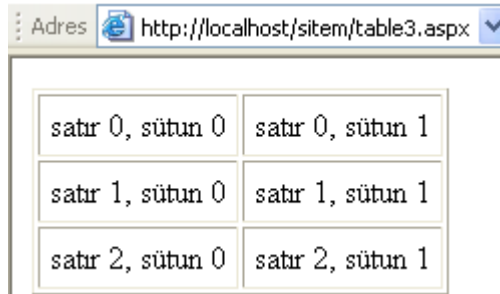 Adres http://localhost/sitem/table3.aspx
satır 0, sütun 0 satır 0, sütun 1
satır 1, sütun 0 satır 1, sütun 1
satır 2, sütun 0 satır 2, sütun 1